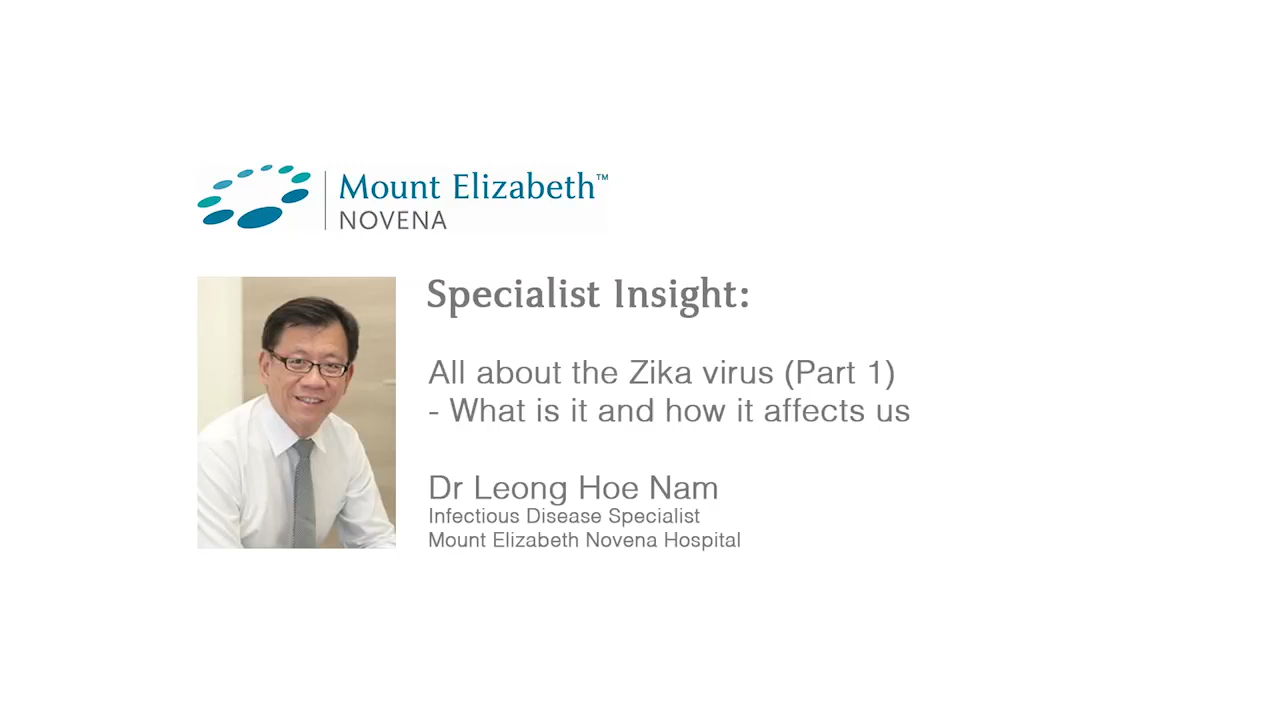 Mount Elizabeth™
NOVENA
Specialist Insight:
All about the Zika virus (Part 1)
- What is it and how it affects us
Dr Leong Hoe Nam
Infectious Disease Specialist
Mount Elizabeth Novena Hospital